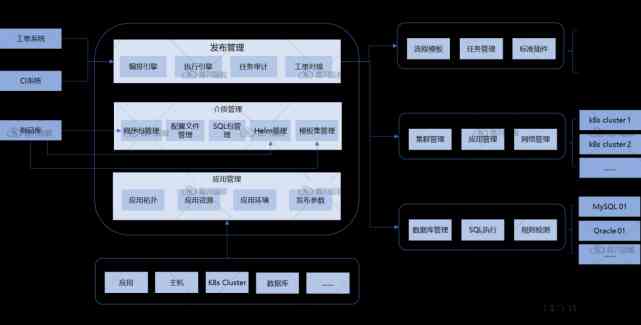 工单系统
CI系统
制品库
发布管理
编排引擎
执行引擎
任务审计
工单对接
介质管理
程序包管理
配置文件管理
SQL包管理
Helm管理
模板集管理
应用管理
应用拓扑
应用资源
应用环境
发布参数
应用
主机
K8s Cluster
数据库
......
流程模板
任务管理
标准插件
集群管理
应用管理
网络管理
k8s cluster 1
k8s cluster 2
......
数据库管理
SQL执行
规则检测
MySQL 01
Oracle 01
......